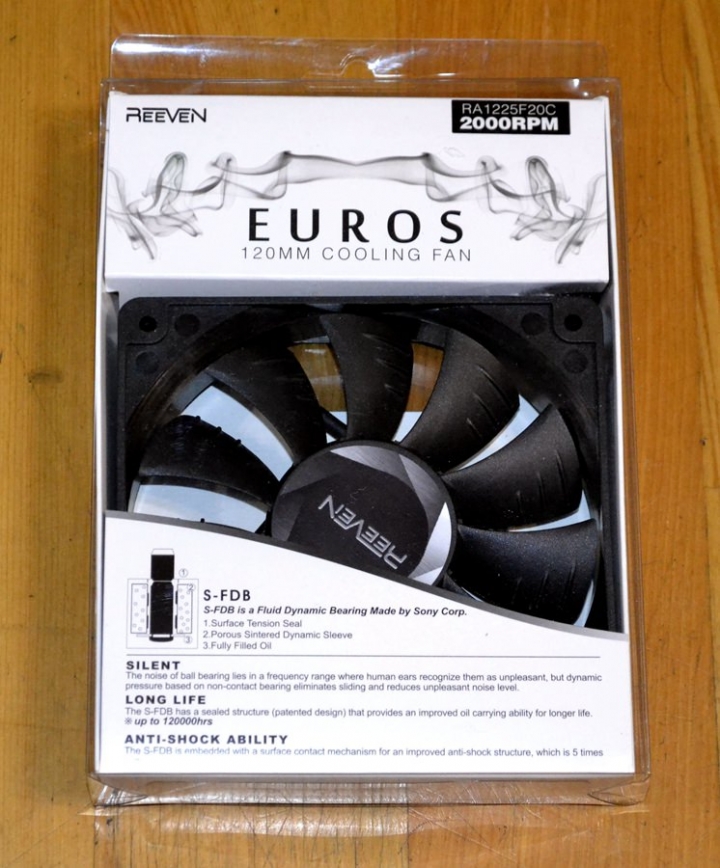 REEVEN
RA1225F20C
2000RPM
EUROS
120MM COOLING FAN
REEVEN
1
2
3
S-FDB
S-FDB is a Fluid Dynamic Bearing Made by Sony Corp.
1.Surface Tension Seal
2.Porous Sintered Dynamic Sleeve
3.Fully Filled Oil
SILENT
The noise of ball bearing lies in a frequency range where human ears recognize them as unpleasant, but dynamic
pressure based on non-contact bearing eliminates sliding and reduces unpleasant noise level.
LONG LIFE
The S-FDB has a sealed structure (patented design) that provides an improved oil carrying ability for longer life.
※ up to 120000hrs
ANTI-SHOCK ABILITY
The S-FDB is embedded with a surface contact mechanism for an improved anti-shock structure, which is 5 times